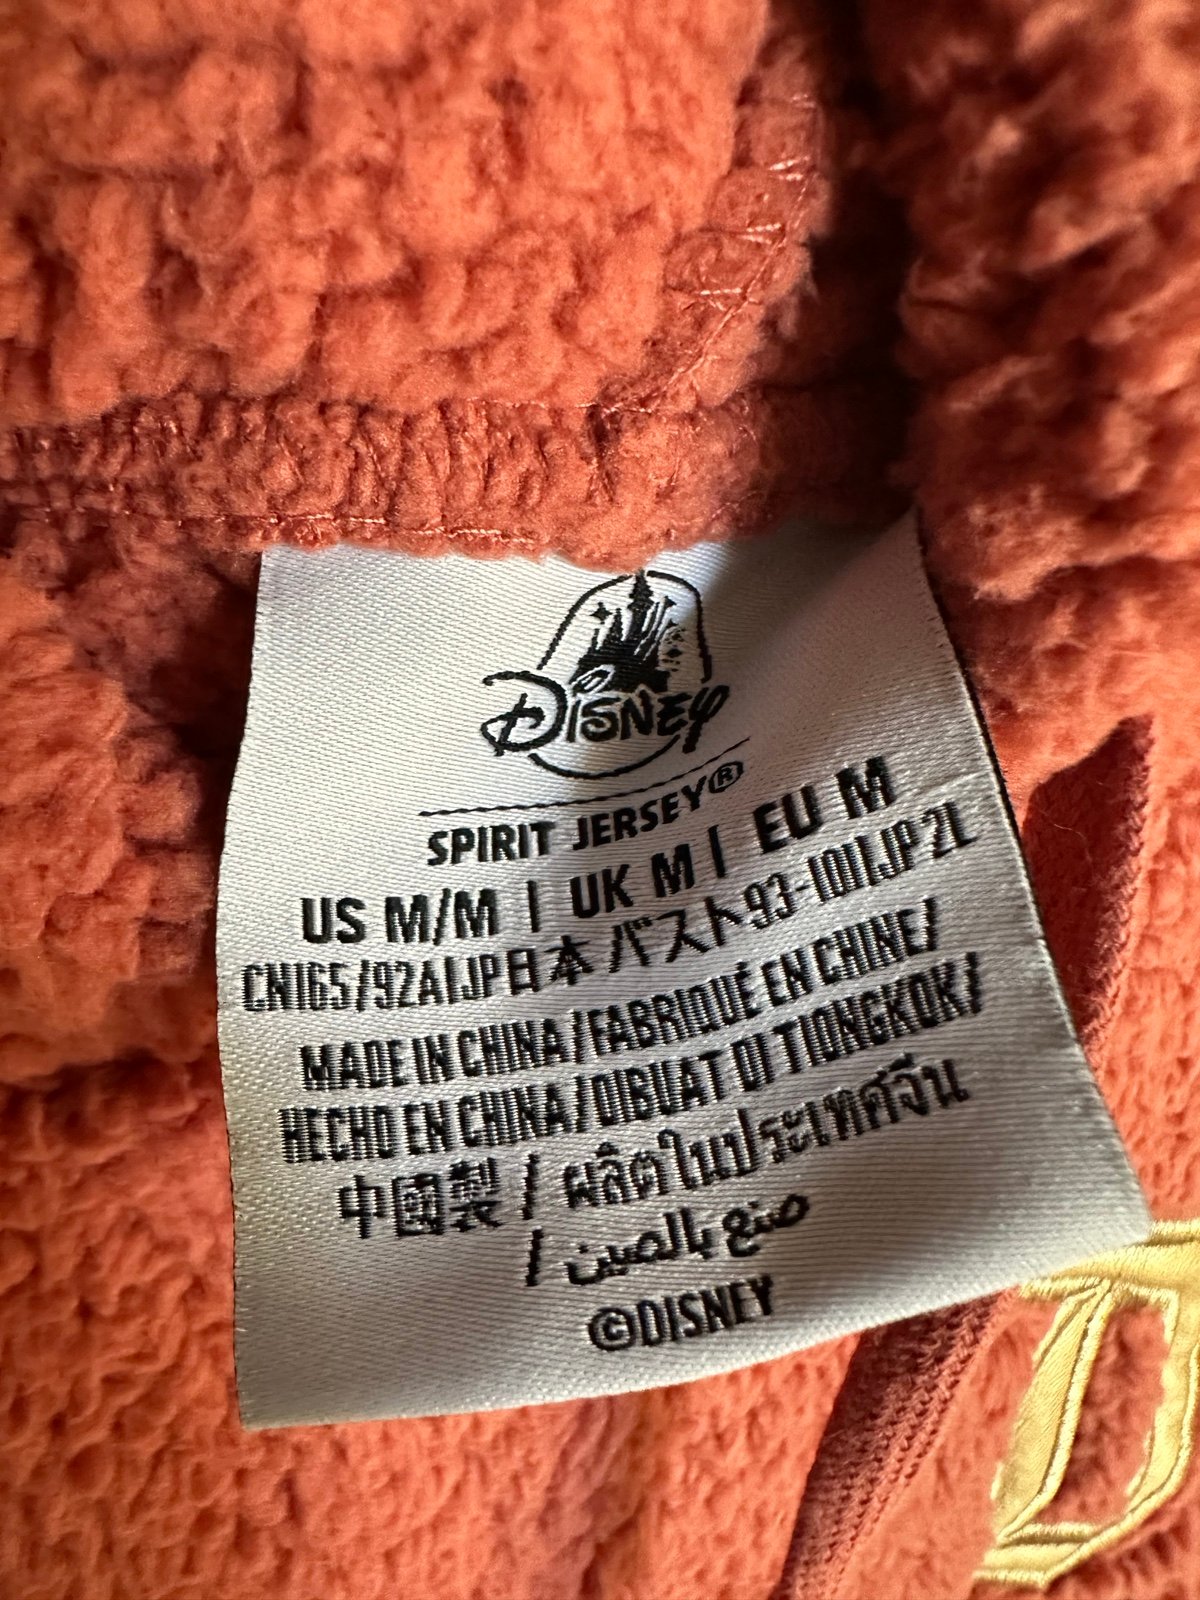 Disney
SPIRIT JERSEY®
US M/M | UK M | EU M
CN165/92A|JP日本 バスト93-101|JP 2L
MADE IN CHINA/FABRIQUÉ EN CHINE/
HECHO EN CHINA/DIBUAT DI TIONGKOK/
中國製 / ผลิตในประเทศจีน
/ صنع بالصين
©DISNEY
D